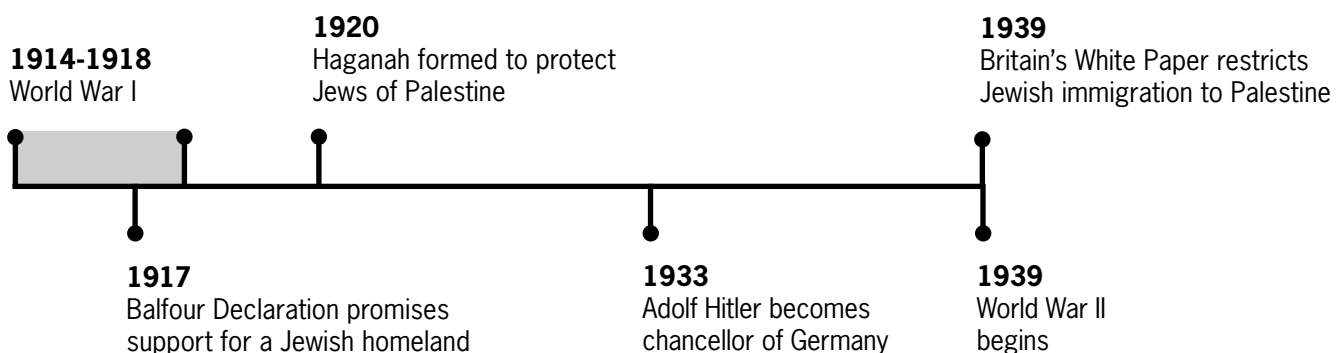 1914-1918
World War I
1920
Haganah formed to protect
Jews of Palestine
1939
Britain's White Paper restricts
Jewish immigration to Palestine
1917
Balfour Declaration promises
support for a Jewish homeland
1933
Adolf Hitler becomes
chancellor of Germany
1939
World War II
begins